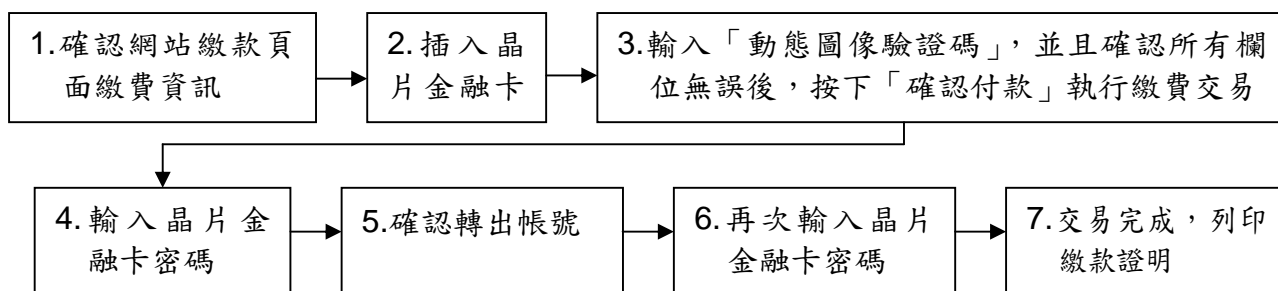 1.確認網站繳款頁
面繳費資訊
2.插入晶
片金融卡
3.輸入「動態圖像驗證碼」，並且確認所有欄
位無誤後，按下「確認付款」執行繳費交易
4.輸入晶片金
融卡密碼
5.確認轉出帳號
6.再次輸入晶片
金融卡密碼
7.交易完成，列印
繳款證明